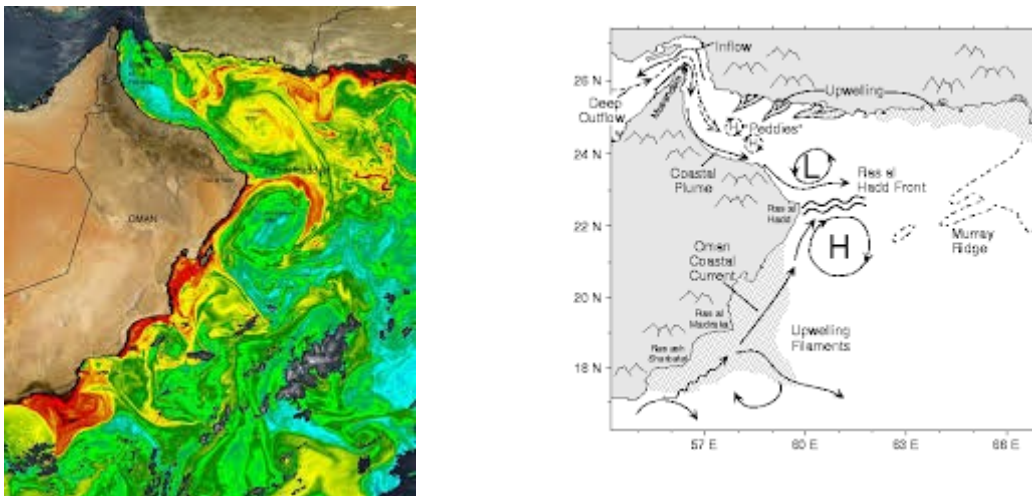 OMAN
Inflow
26 N
Deep
Outflow
Upwelling
"Peddies"
H
H
24 N
Coastal
Plume
L
Ras al
Hadd Front
Ras al
Hadd
22 N
H
Murray
Ridge
Oman
Coastal
Current
20 N
Ras al
Madraka
Ras ash
Sharbatat
Upwelling
Filaments
18 N
57 E
60 E
63 E
66 E